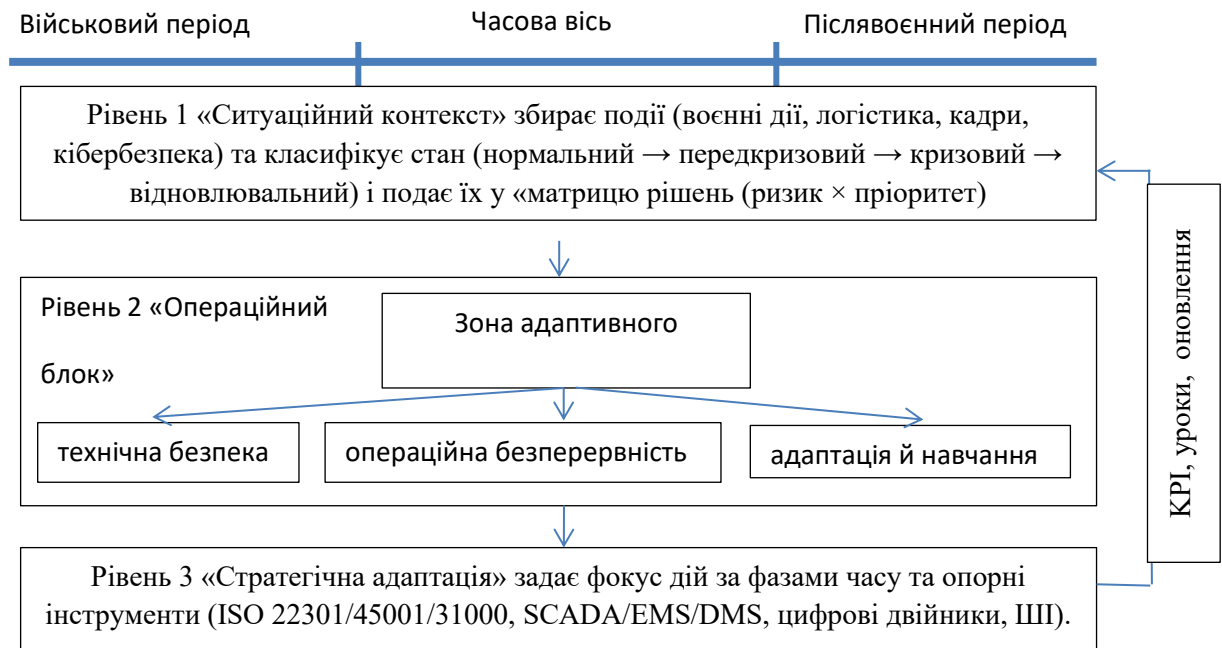 Військовий період
Часова вісь
Післявоєнний період
Рівень 1 «Ситуаційний контекст» збирає події (воєнні дії, логістика, кадри,
кібербезпека) та класифікує стан (нормальний → передкризовий → кризовий →
відновлювальний) і подає їх у «матрицю рішень (ризик × пріоритет)
Рівень 2 «Операційний
блок»
Зона адаптивного
технічна безпека
операційна безперервність
адаптація й навчання
Рівень 3 «Стратегічна адаптація» задає фокус дій за фазами часу та опорні
інструменти (ISO 22301/45001/31000, SCADA/EMS/DMS, цифрові двійники, ШІ).
KPI, уроки, оновлення